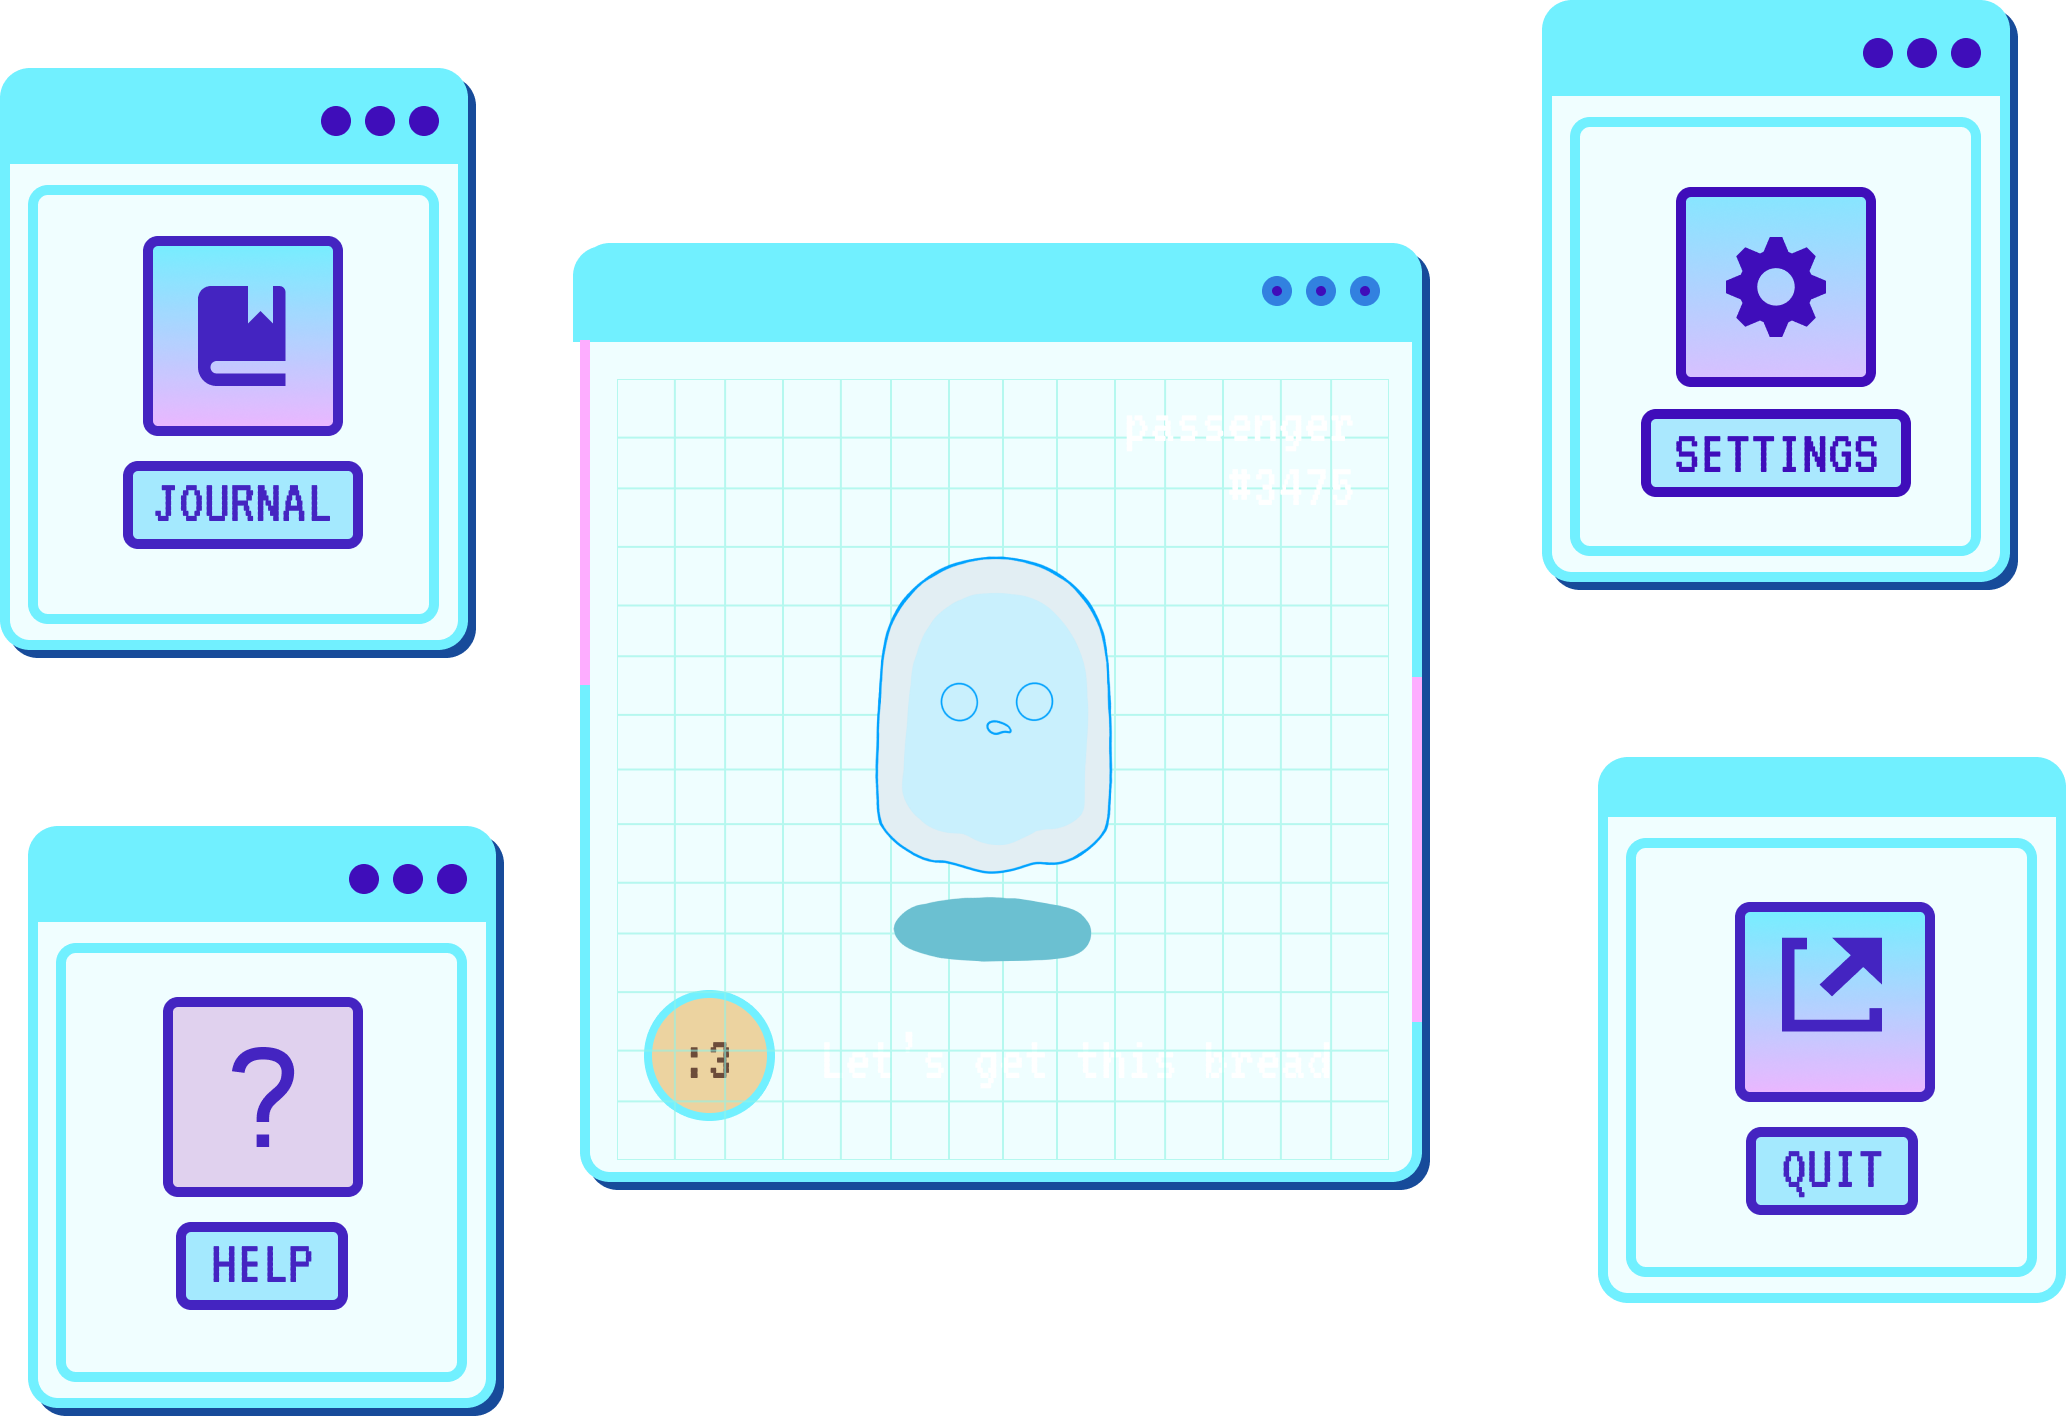 JOURNAL
SETTINGS
passenger
#3475
:3
Let's get this bread
?
HELP
QUIT